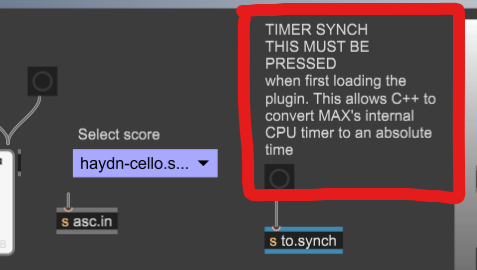 TIMER SYNCH
THIS MUST BE
PRESSED
when first loading the
plugin. This allows C++ to
convert MAX's internal
CPU timer to an absolute
time
Select score
haydn-cello.s...
s asc.in
s to.synch
B